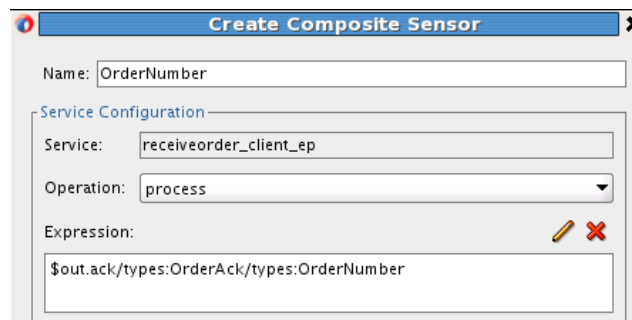 Create Composite Sensor
Name: OrderNumber
Service Configuration
Service: receiveorder_client_ep
Operation: process
Expression:
$out.ack/types:OrderAck/types:OrderNumber